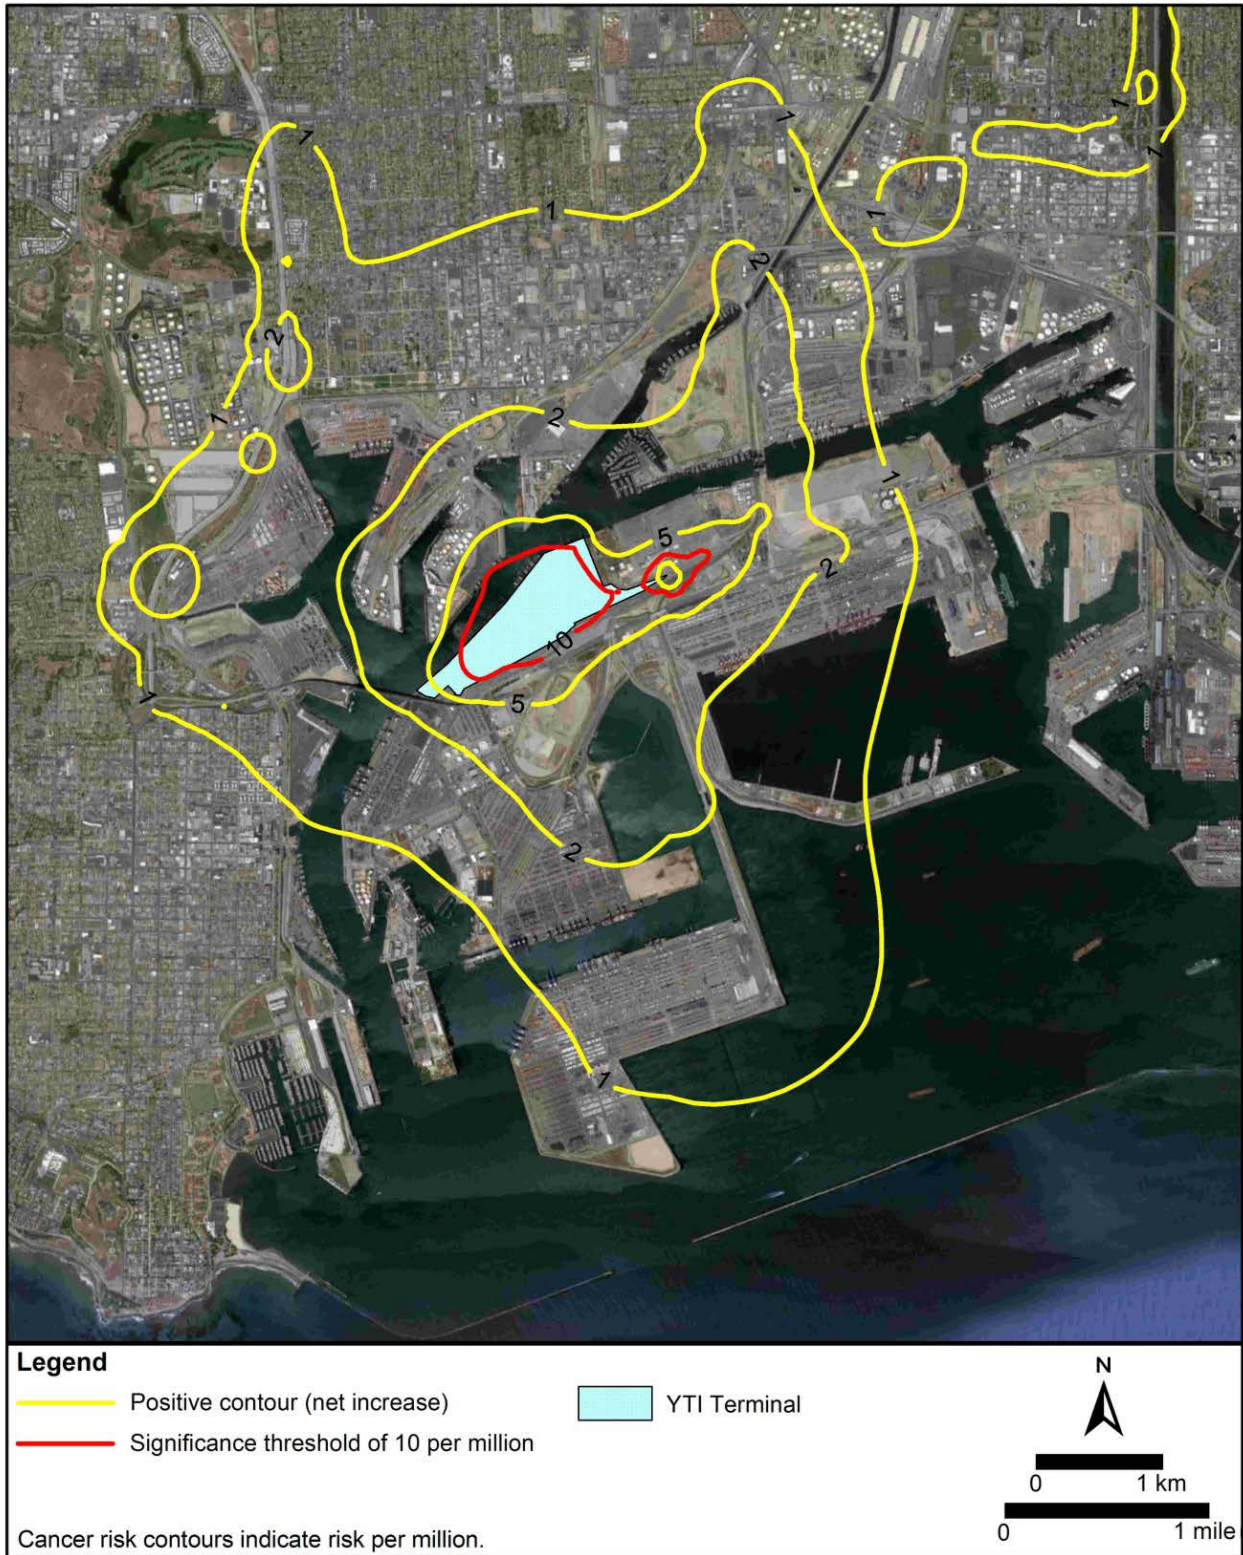 1
1
1
1
1
1
2
2
2
1
1
5
2
10
1
5
2
1
Legend
Positive contour (net increase)
YTI Terminal
Significance threshold of 10 per million
N
0 1 km
0 1 mile
Cancer risk contours indicate risk per million.